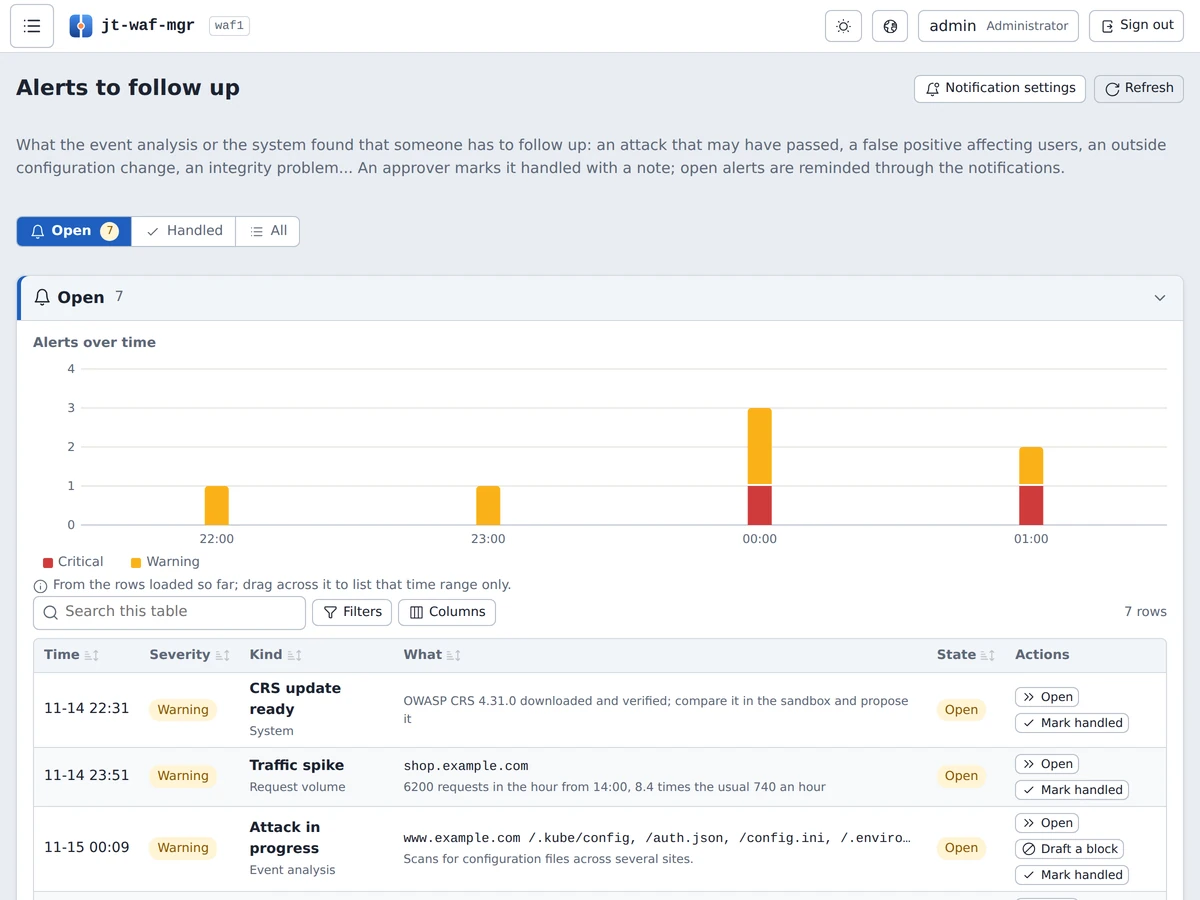 jt-waf-mgr waf1 admin Administrator Sign out
Alerts to follow up
Notification settings Refresh
What the event analysis or the system found that someone has to follow up: an attack that may have passed, a false positive affecting users, an outside
configuration change, an integrity problem... An approver marks it handled with a note; open alerts are reminded through the notifications.
Open 7 Handled All
Open 7
Alerts over time
4
3
2
1
0
22:00 23:00 00:00 01:00
Critical Warning
From the rows loaded so far; drag across it to list that time range only.
Search this table Filters Columns 7 rows
Time Severity Kind What State Actions
11-14 22:31 Warning
CRS update
ready
System
OWASP CRS 4.31.0 downloaded and verified; compare it in the sandbox and propose
it
Open
Open
Mark handled
11-14 23:51 Warning
Traffic spike
Request volume
shop.example.com
6200 requests in the hour from 14:00, 8.4 times the usual 740 an hour
Open
Open
Mark handled
11-15 00:09 Warning
Attack in
progress
Event analysis
www.example.com /.kube/config, /auth.json, /config.ini, /.enviro…
Scans for configuration files across several sites.
Open
Open
Draft a block
Mark handled